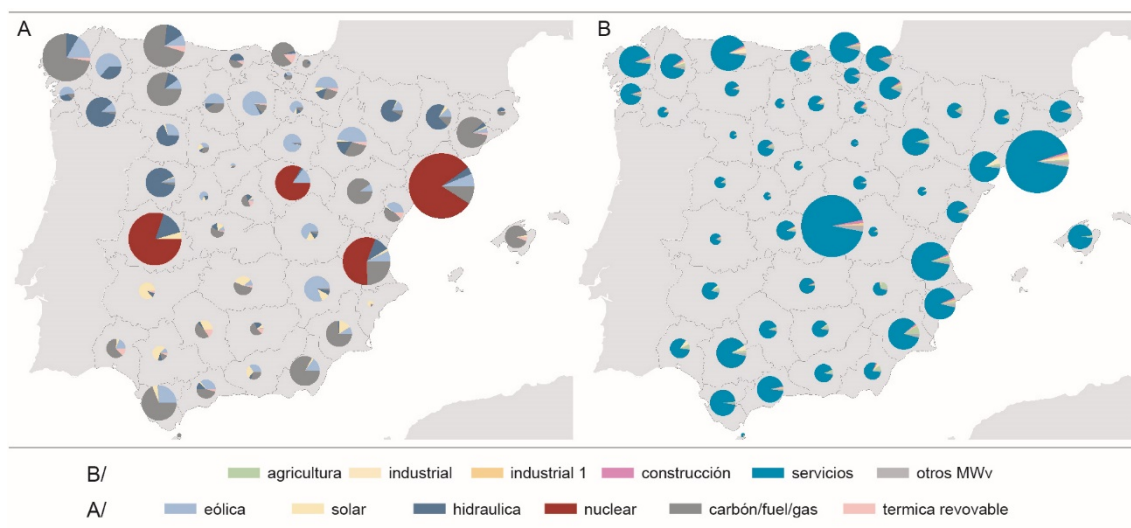 A
B
B/ agricultura industrial industrial 1 construcción servicios otros MWv
A/ eólica solar hidraulica nuclear carbón/fuel/gas termica revovable